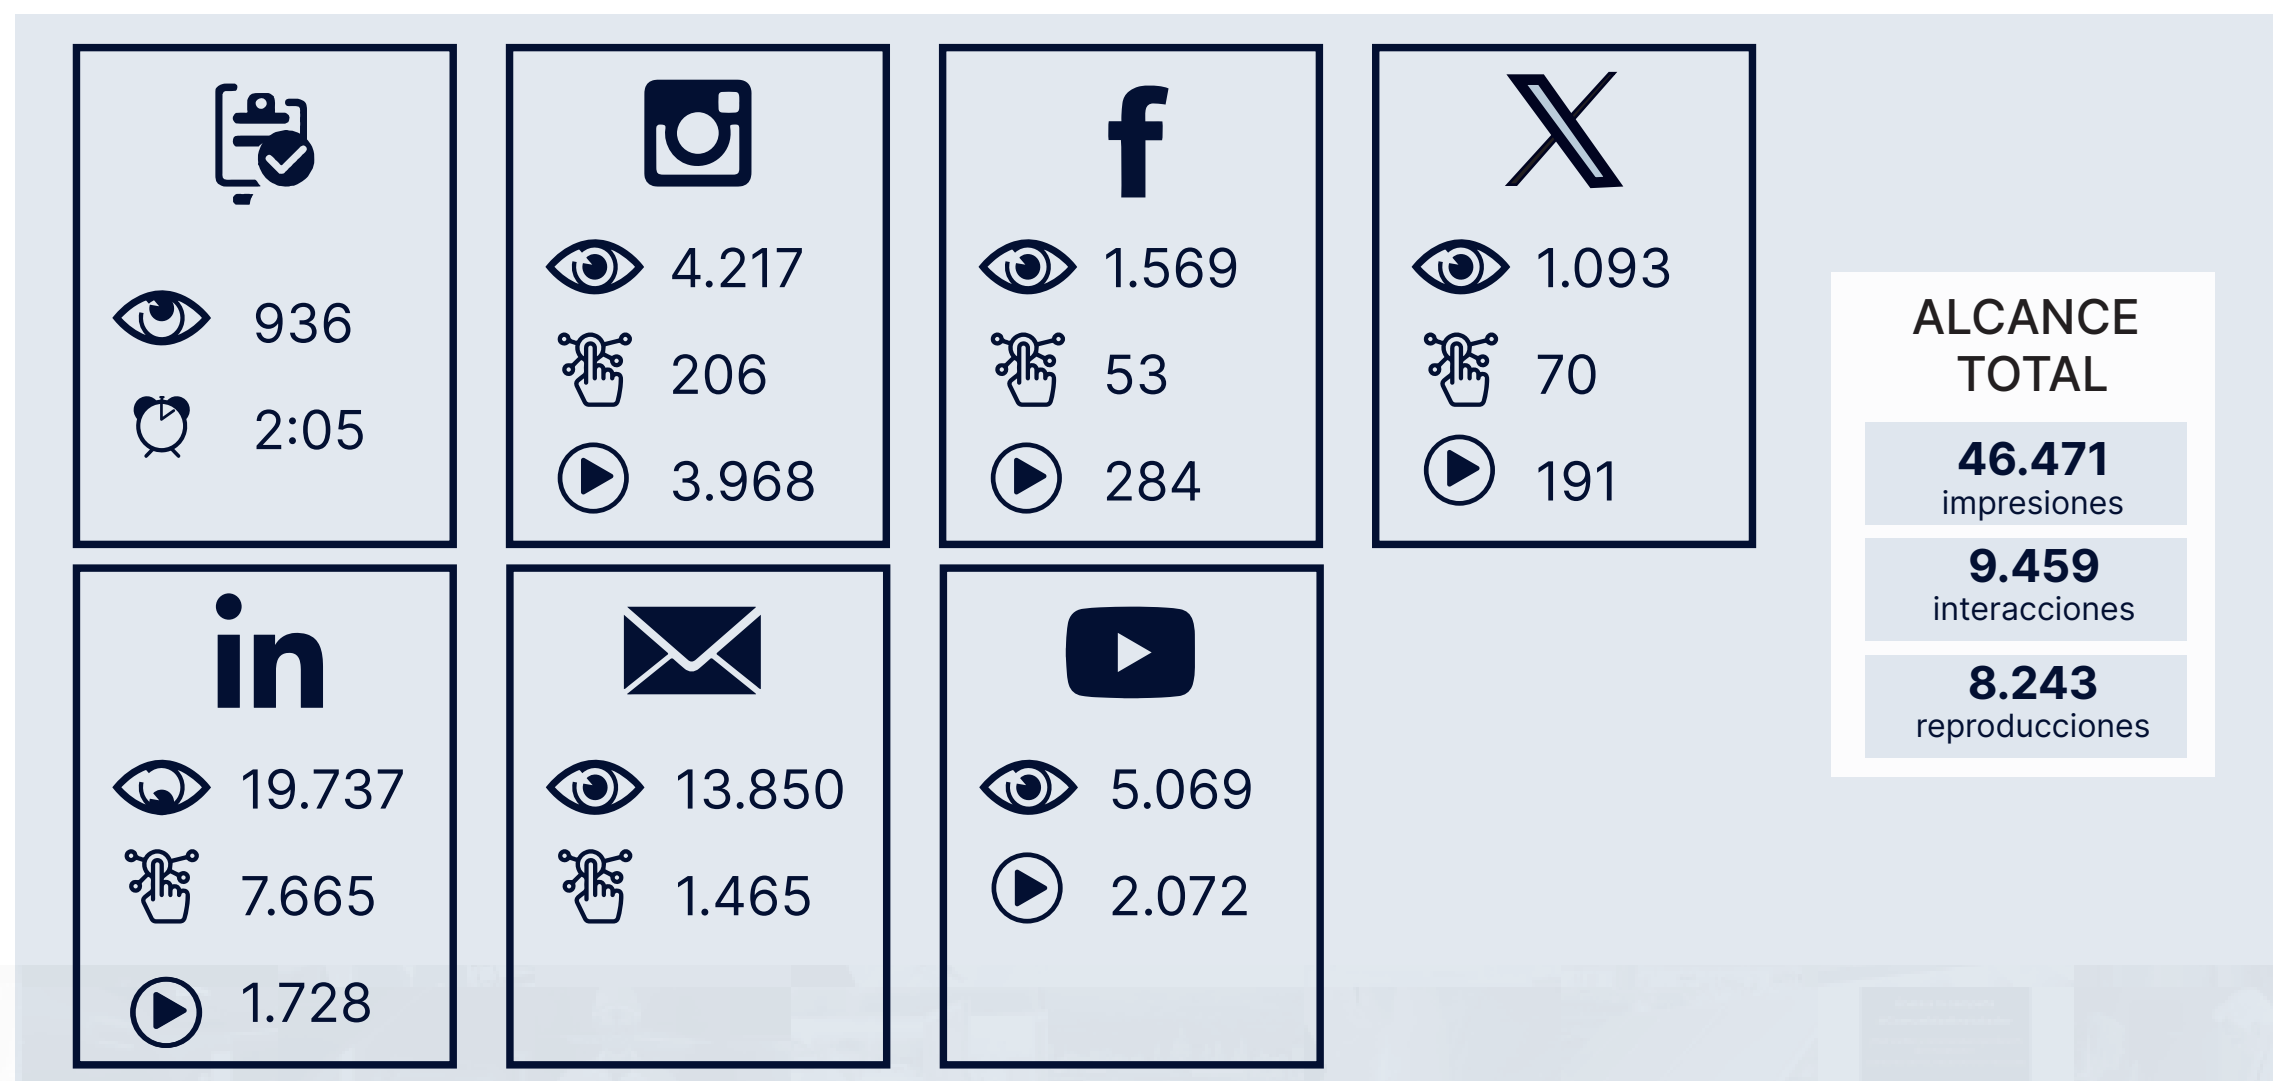 936
2:05
4.217
206
3.968
f
1.569
53
284
X
1.093
70
191
in
19.737
7.665
1.728
13.850
1.465
5.069
2.072
ALCANCE
TOTAL
46.471
impresiones
9.459
interacciones
8.243
reproducciones